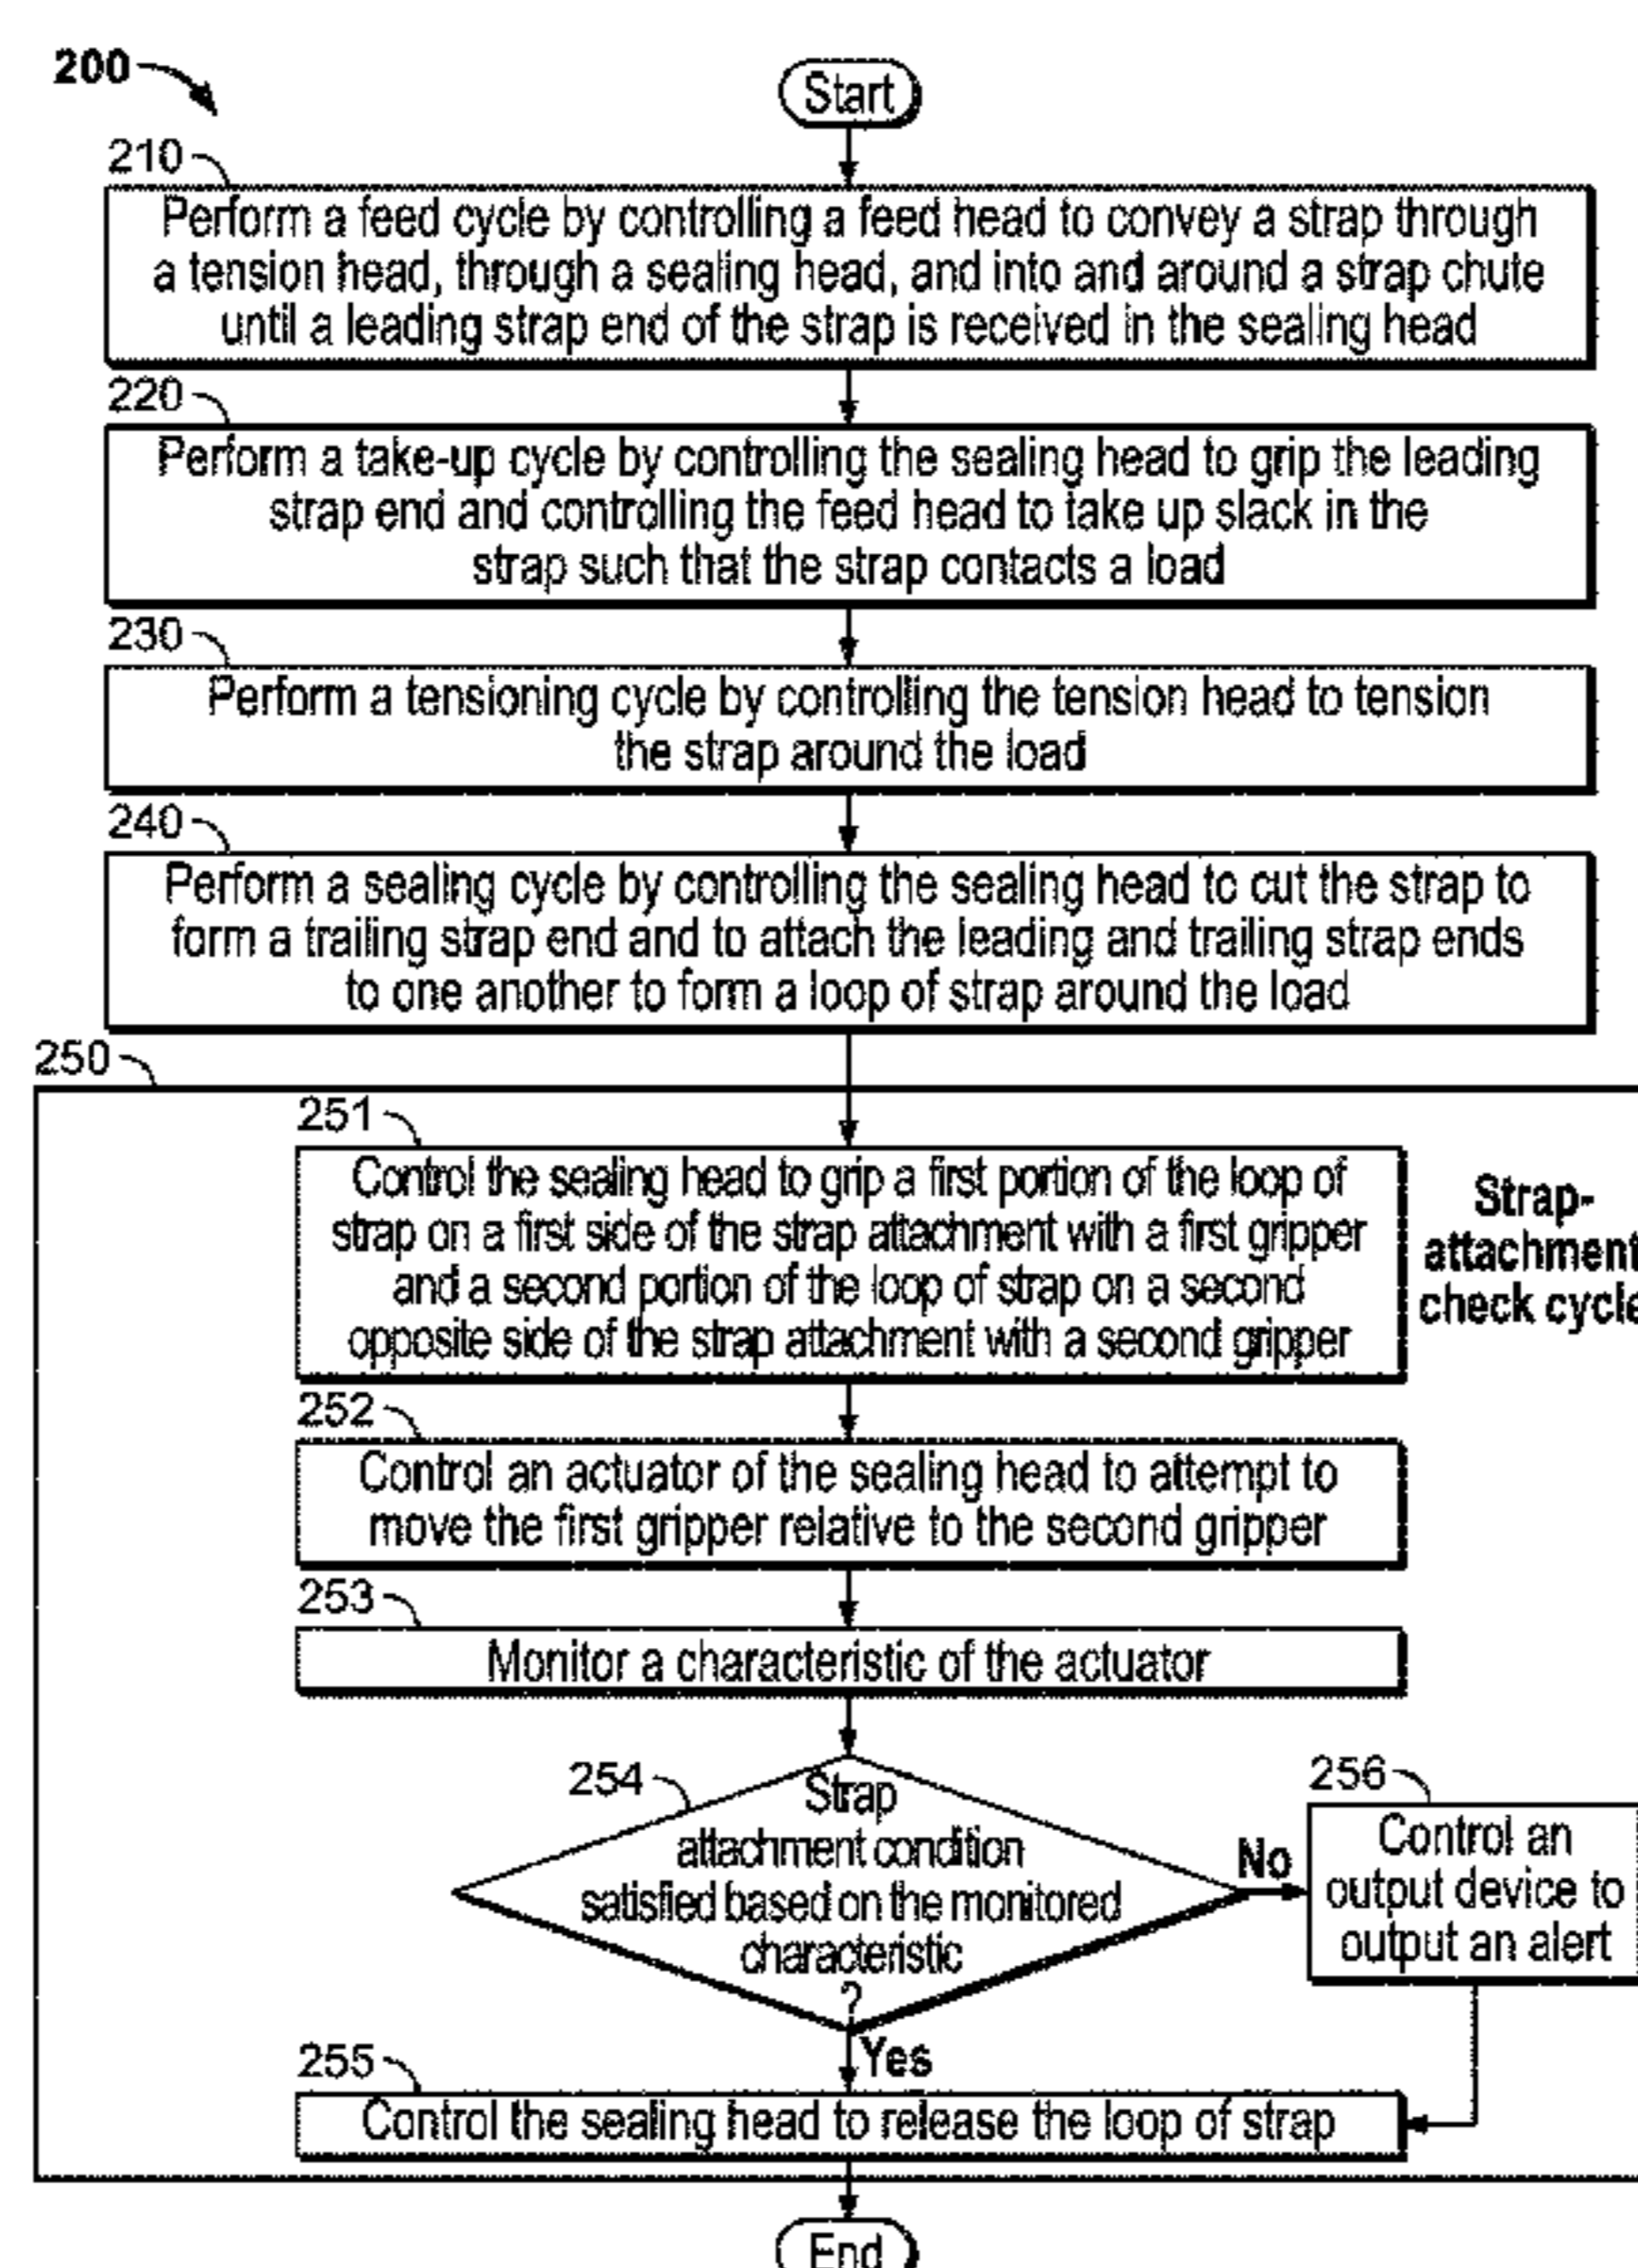 200
Start
210
Perform a feed cycle by controlling a feed head to convey a strap through
a tension head, through a sealing head, and into and around a strap chute
until a leading strap end of the strap is received in the sealing head
220
Perform a take-up cycle by controlling the sealing head to grip the leading
strap end and controlling the feed head to take up slack in the
strap such that the strap contacts a load
230
Perform a tensioning cycle by controlling the tension head to tension
the strap around the load
240
Perform a sealing cycle by controlling the sealing head to cut the strap to
form a trailing strap end and to attach the leading and trailing strap ends
to one another to form a loop of strap around the load
250
251
Control the sealing head to grip a first portion of the loop of
strap on a first side of the strap attachment with a first gripper
and a second portion of the loop of strap on a second
opposite side of the strap attachment with a second gripper
Strap-
attachment
check cycle
252
Control an actuator of the sealing head to attempt to
move the first gripper relative to the second gripper
253
Monitor a characteristic of the actuator
254
Strap
attachment condition
satisfied based on the monitored
characteristic
?
No
256
Control an
output device to
output an alert
Yes
255
Control the sealing head to release the loop of strap
End